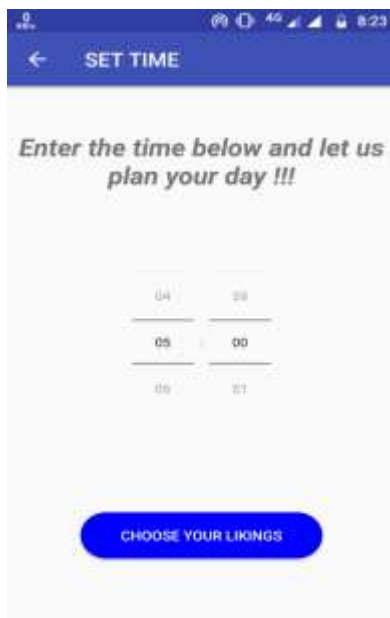 4G 8:23
SET TIME
Enter the time below and let us
plan your day !!!
04 59
05 : 00
06 01
CHOOSE YOUR LIKINGS